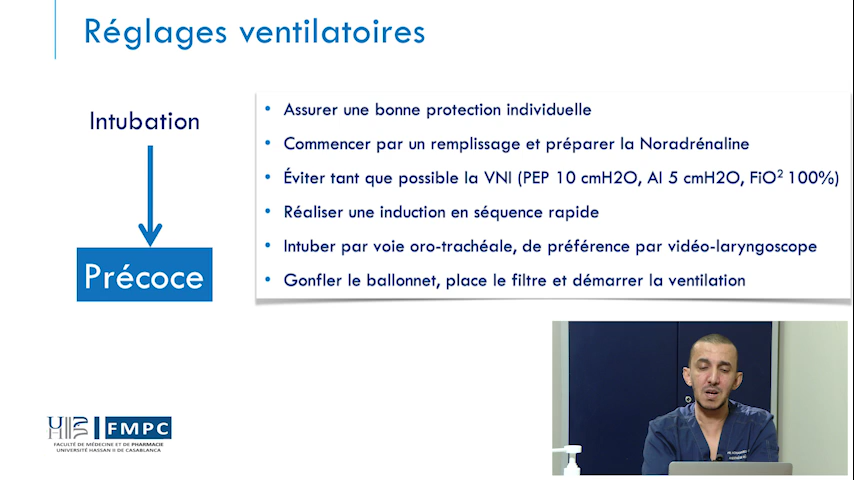 Réglages ventilatoires
Intubation
Précoce
• Assurer une bonne protection individuelle
• Commencer par un remplissage et préparer la Noradrénaline
• Éviter tant que possible la VNI (PEP 10 cmH2O, AI 5 cmH2O, FiO² 100%)
• Réaliser une induction en séquence rapide
• Intuber par voie oro-trachéale, de préférence par vidéo-laryngoscope
• Gonfler le ballonnet, place le filtre et démarrer la ventilation
FMPC
FACULTÉ DE MÉDECINE ET DE PHARMACIE
UNIVERSITÉ HASSAN II DE CASABLANCA